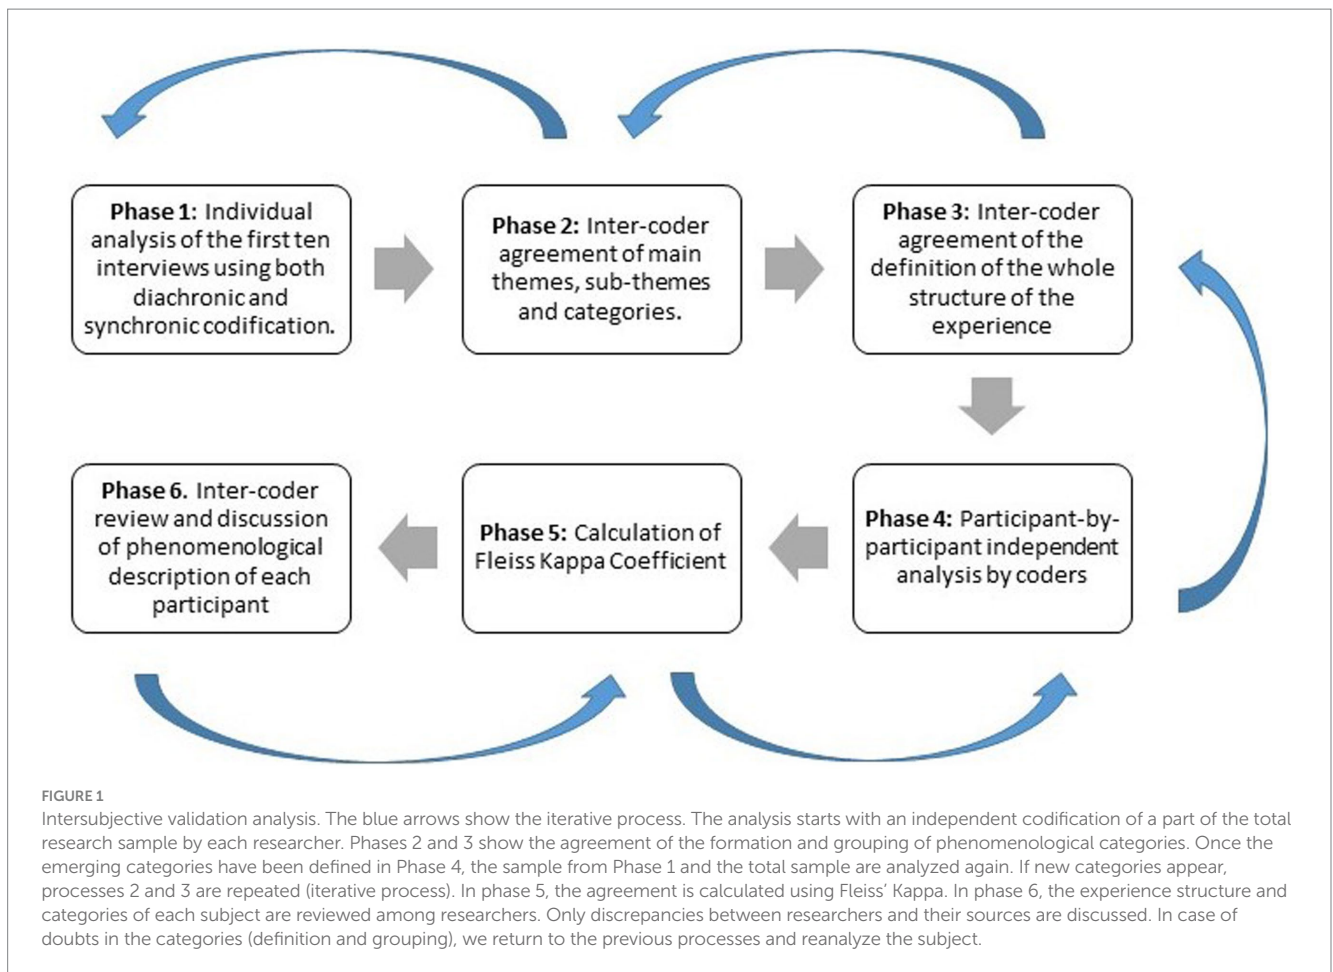 Phase 1: Individual
analysis of the first ten
interviews using both
diachronic and
synchronic codification.
Phase 2: Inter-coder
agreement of main
themes, sub-themes
and categories.
Phase 3: Inter-coder
agreement of the
definition of the whole
structure of the
experience
Phase 6. Inter-coder
review and discussion
of phenomenological
description of each
participant
Phase 5: Calculation of
Fleiss Kappa Coefficient
Phase 4: Participant-by-
participant independent
analysis by coders
FIGURE 1
Intersubjective validation analysis. The blue arrows show the iterative process. The analysis starts with an independent codification of a part of the total
research sample by each researcher. Phases 2 and 3 show the agreement of the formation and grouping of phenomenological categories. Once the
emerging categories have been defined in Phase 4, the sample from Phase 1 and the total sample are analyzed again. If new categories appear,
processes 2 and 3 are repeated (iterative process). In phase 5, the agreement is calculated using Fleiss’ Kappa. In phase 6, the experience structure and
categories of each subject are reviewed among researchers. Only discrepancies between researchers and their sources are discussed. In case of
doubts in the categories (definition and grouping), we return to the previous processes and reanalyze the subject.